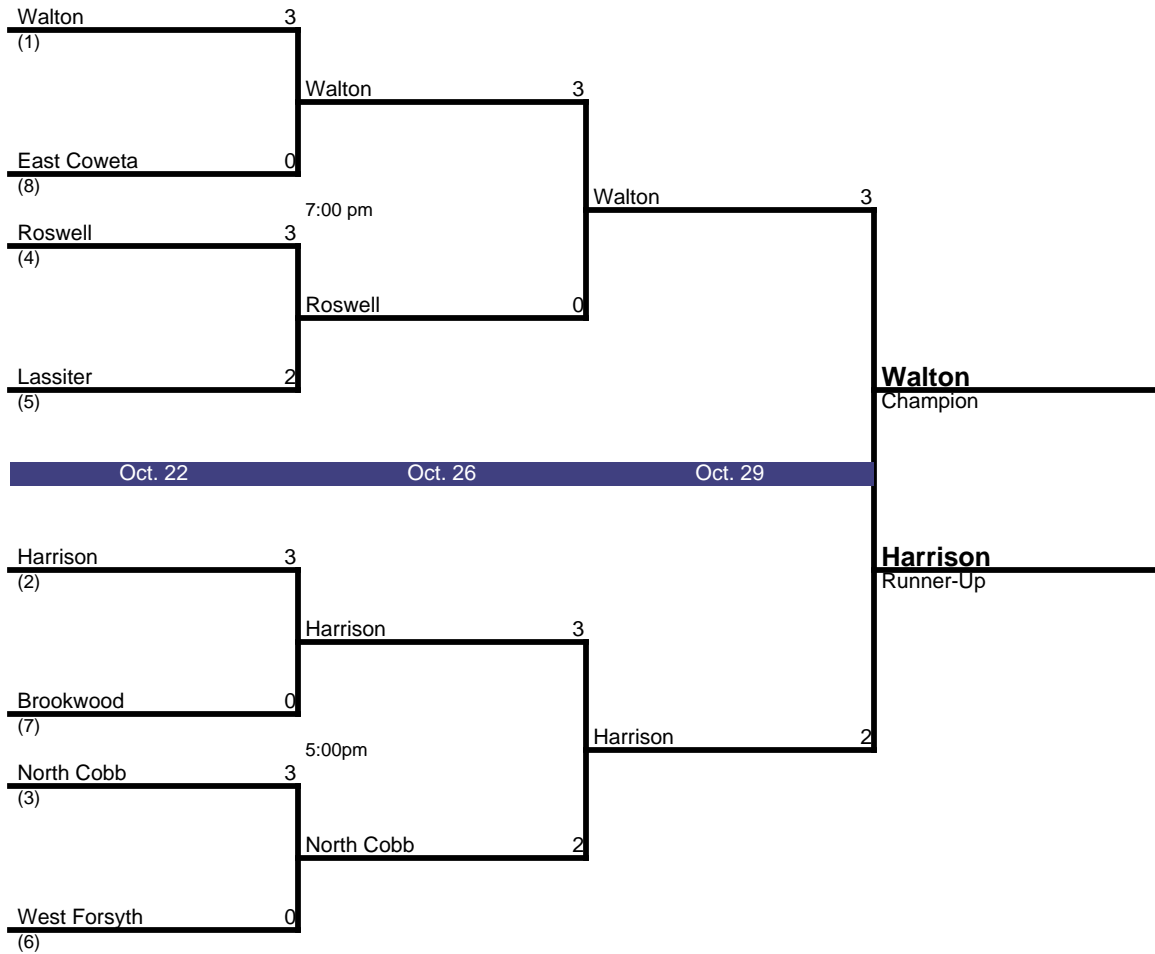 Walton 3
(1)
Walton 3
East Coweta 0
(8)
Walton 3
7:00 pm
Roswell 3
(4)
Roswell 0
Lassiter 2
(5)
Walton
Champion
Oct. 22 Oct. 26 Oct. 29
Harrison 3
(2)
Harrison
Runner-Up
Harrison 3
Brookwood 0
(7)
Harrison 2
5:00pm
North Cobb 3
(3)
North Cobb 2
West Forsyth 0
(6)